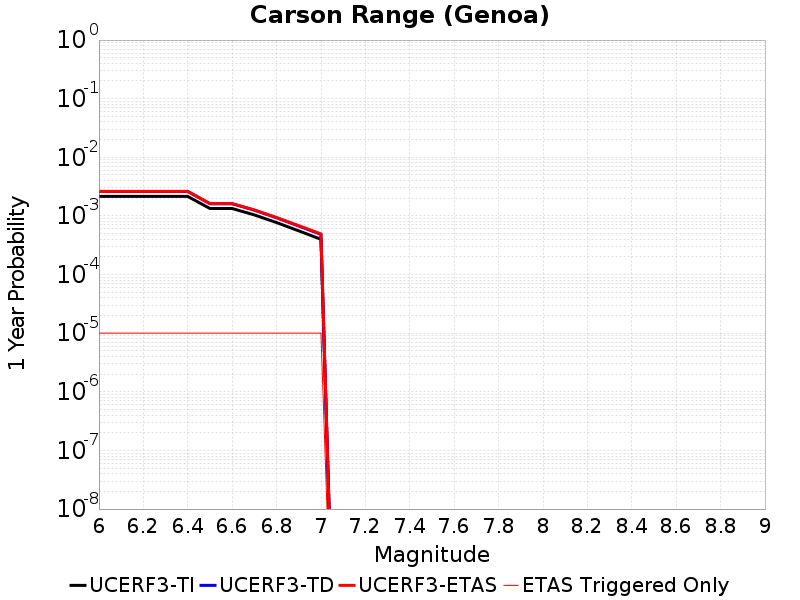 Carson Range (Genoa)
10^0
10^-1
10^-2
10^-3
10^-4
10^-5
10^-6
10^-7
10^-8
1 Year Probability
6 6.2 6.4 6.6 6.8 7 7.2 7.4 7.6 7.8 8 8.2 8.4 8.6 8.8 9
Magnitude
UCERF3-TI UCERF3-TD UCERF3-ETAS ETAS Triggered Only